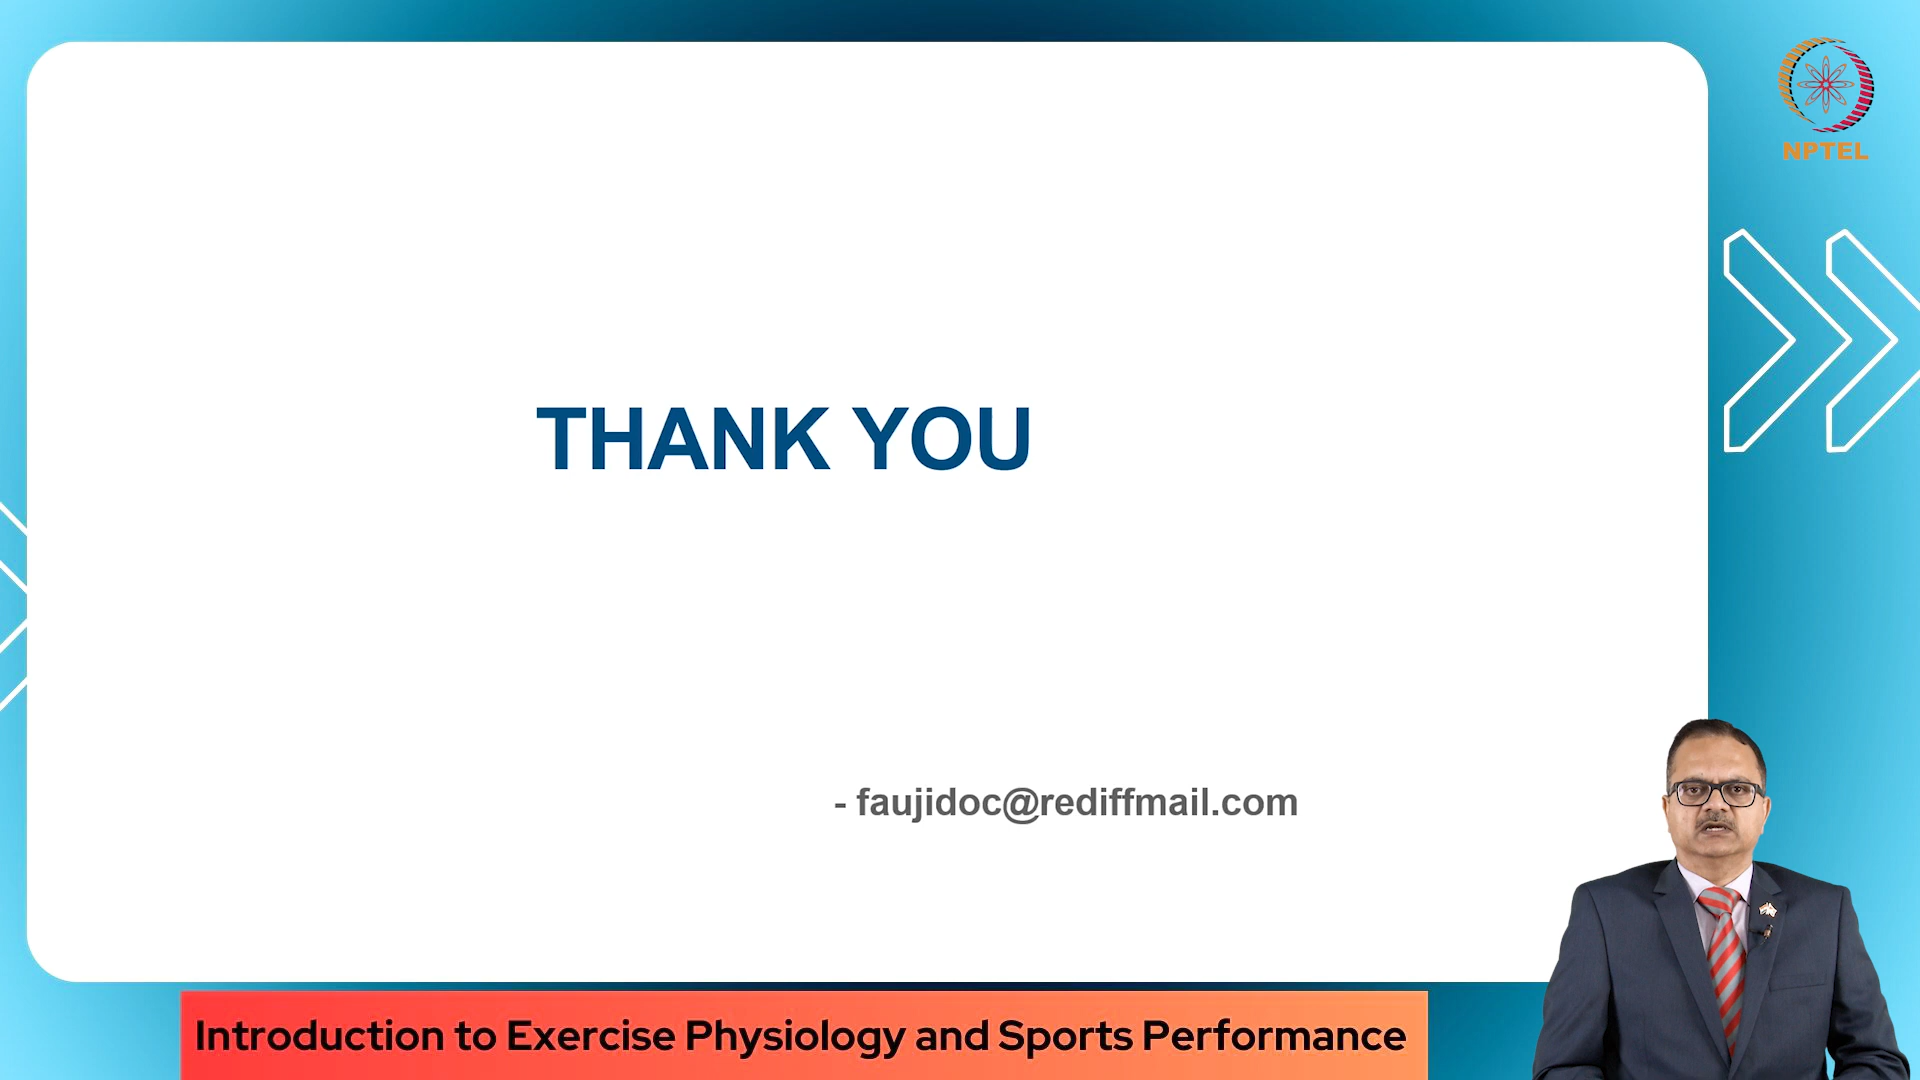 NPTEL
THANK YOU
- faujidoc@rediffmail.com
Introduction to Exercise Physiology and Sports Performance